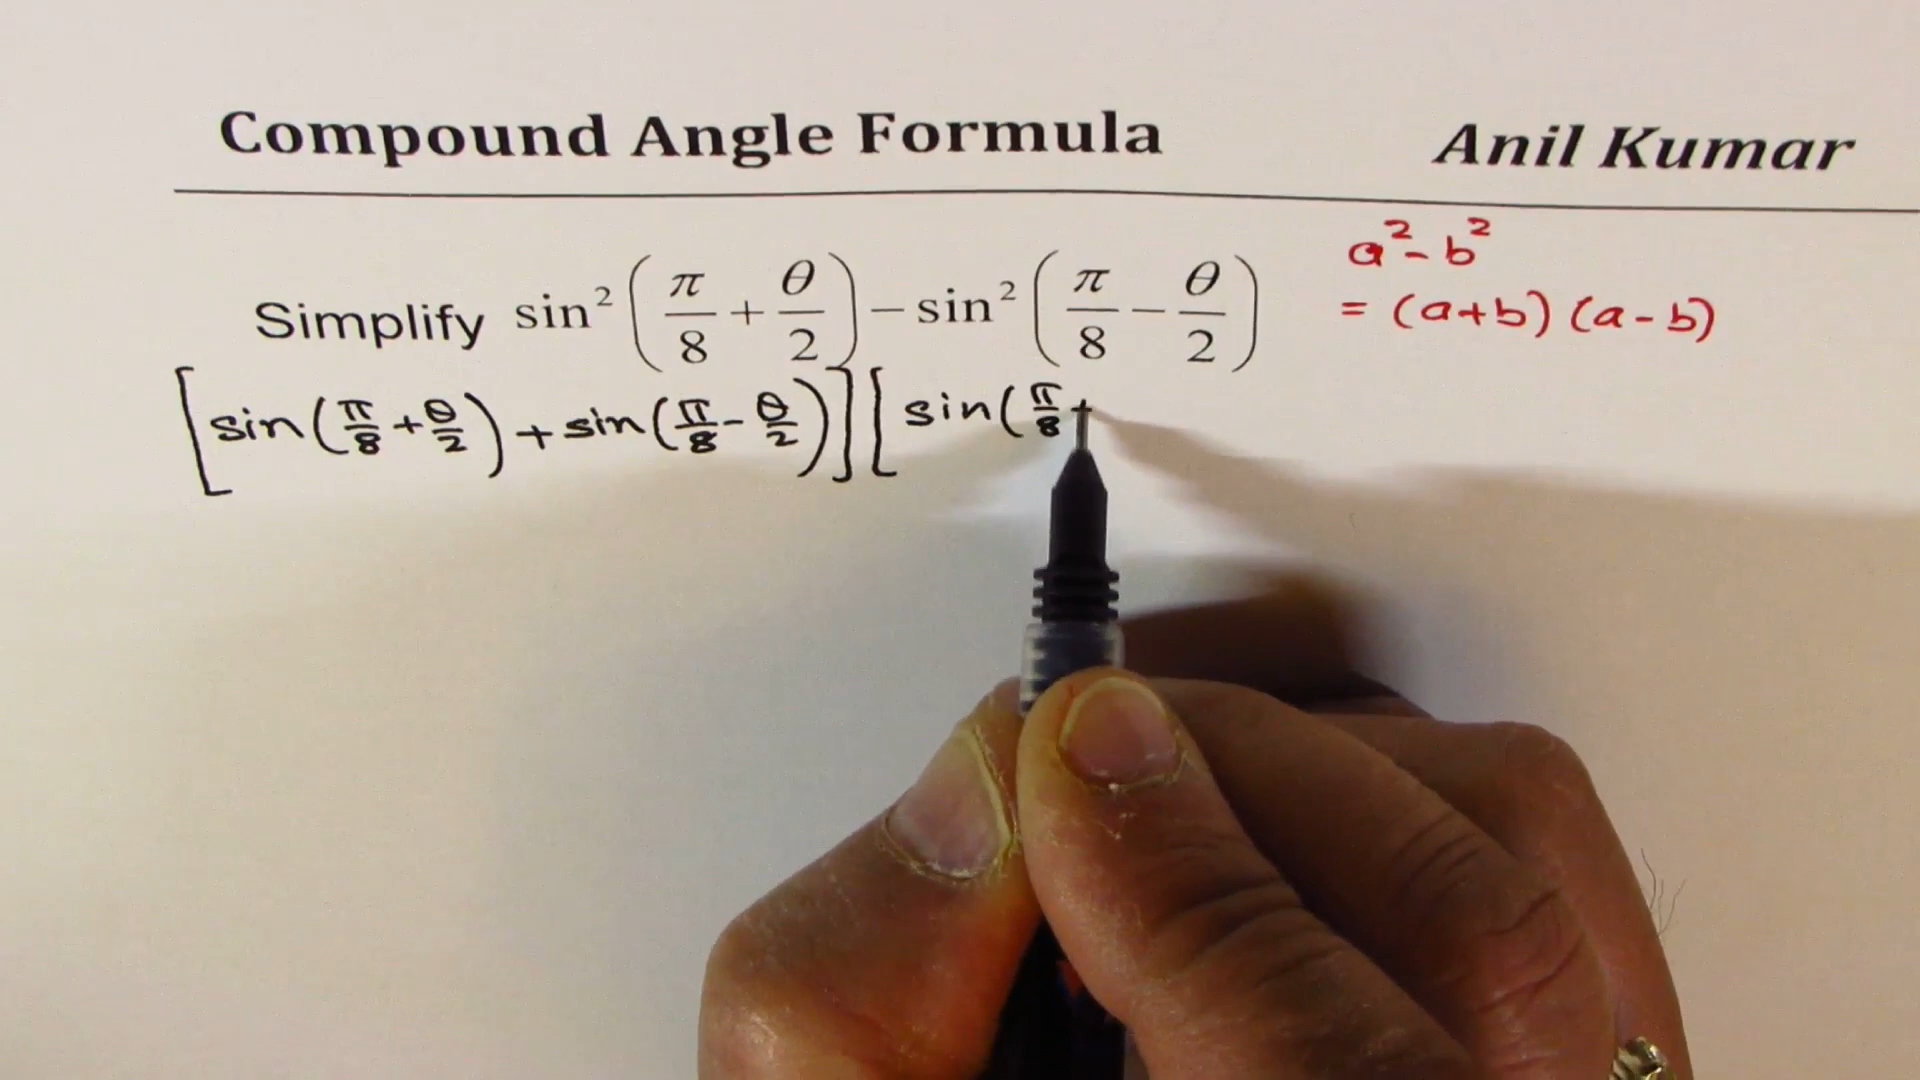 Compound Angle Formula Anil Kumar
Simplify sin²(π/8 + θ/2) − sin²(π/8 − θ/2)
a² - b²
= (a+b) (a - b)
[sin(π/8 + θ/2) + sin(π/8 - θ/2)] [sin(π/8 +